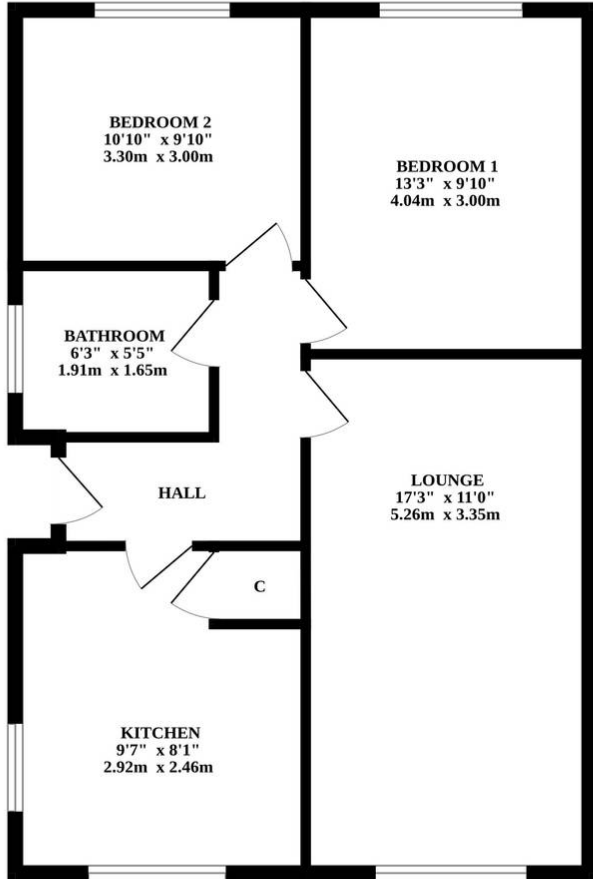 BEDROOM 2
10'10" x 9'10"
3.30m x 3.00m
BEDROOM 1
13'3" x 9'10"
4.04m x 3.00m
BATHROOM
6'3" x 5'5"
1.91m x 1.65m
HALL
LOUNGE
17'3" x 11'0"
5.26m x 3.35m
C
KITCHEN
9'7" x 8'1"
2.92m x 2.46m